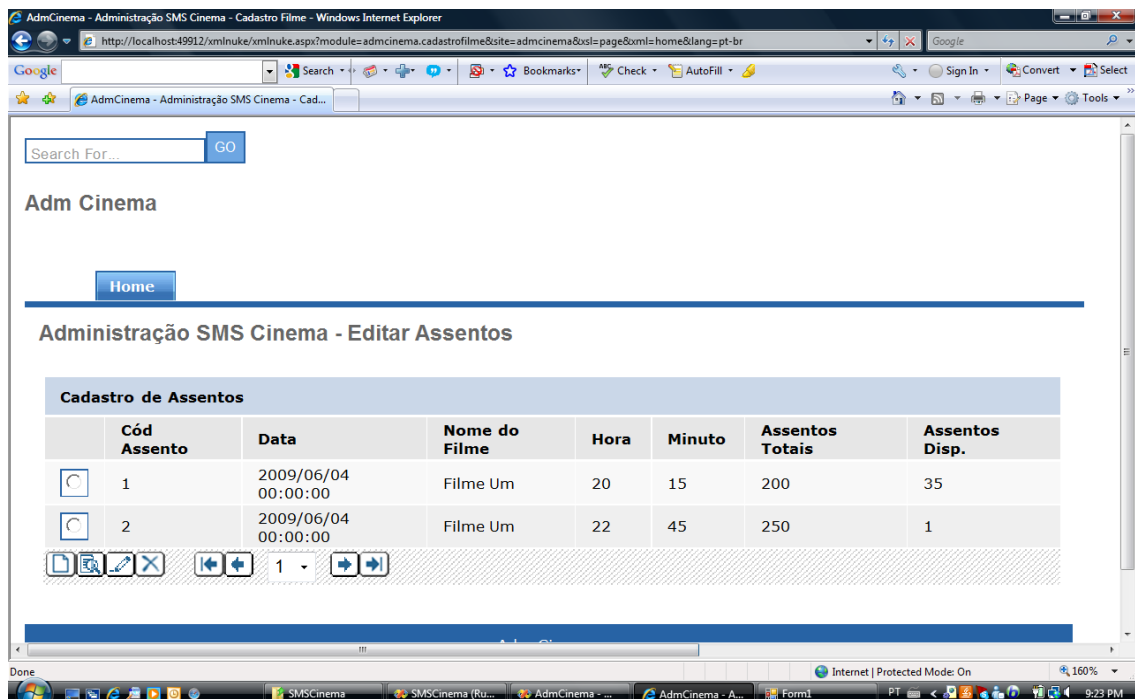 AdmCinema - Administração SMS Cinema - Cadastro Filme - Windows Internet Explorer
http://localhost:49912/xmlnuke/xmlnuke.aspx?module=admcinema.cadastrofilme&site=admcinema&xsl=page&xml=home&lang=pt-br
Google
Google
Search
Bookmarks
Check
AutoFill
Sign In
Convert
Select
AdmCinema - Administração SMS Cinema - Cad...
Page
Tools
Search For...
GO
Adm Cinema
Home
Administração SMS Cinema - Editar Assentos
Cadastro de Assentos
Cód Assento Data Nome do Filme Hora Minuto Assentos Totais Assentos Disp.
1 2009/06/04 00:00:00 Filme Um 20 15 200 35
2 2009/06/04 00:00:00 Filme Um 22 45 250 1
1
Done
Internet | Protected Mode: On
160%
SMSCinema
SMSCinema (Ru...
AdmCinema - ...
AdmCinema - A...
Form1
PT
9:23 PM